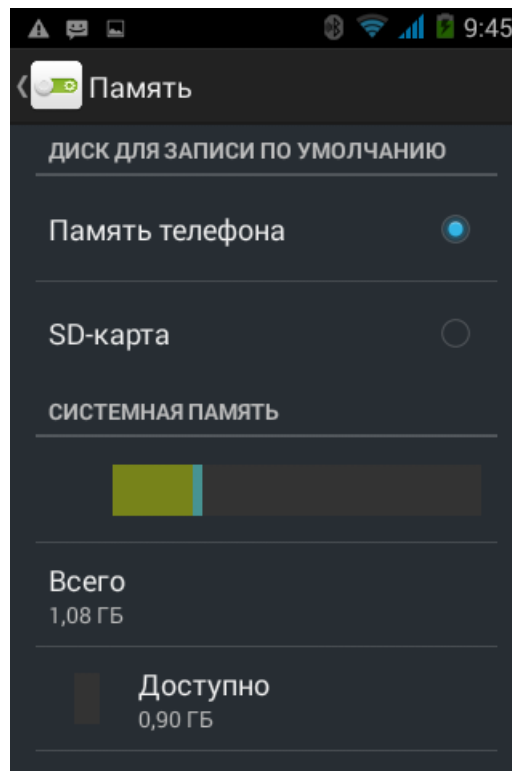 9:45
Память
ДИСК ДЛЯ ЗАПИСИ ПО УМОЛЧАНИЮ
Память телефона
SD-карта
СИСТЕМНАЯ ПАМЯТЬ
Всего
1,08 ГБ
Доступно
0,90 ГБ